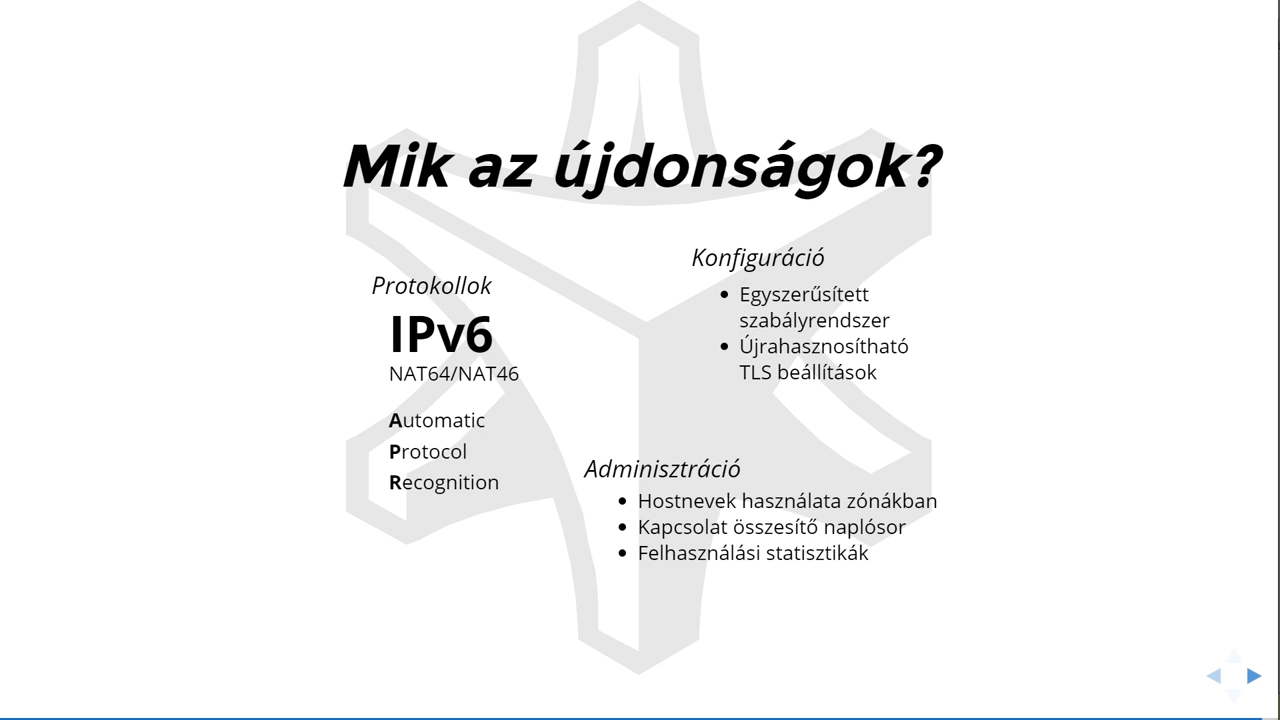 Mik az újdonságok?
Protokollok
IPv6
NAT64/NAT46
Automatic
Protocol
Recognition
Konfiguráció
Egyszerűsített
szabályrendszer
Újrahasznosítható
TLS beállítások
Adminisztráció
Hostnevek használata zónákban
Kapcsolat összesítő naplósor
Felhasználási statisztikák